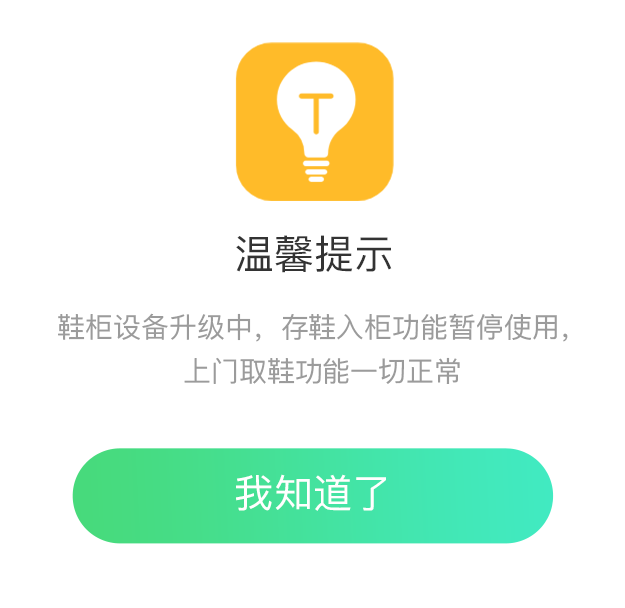 温馨提示
鞋柜设备升级中，存鞋入柜功能暂停使用，
上门取鞋功能一切正常
我知道了